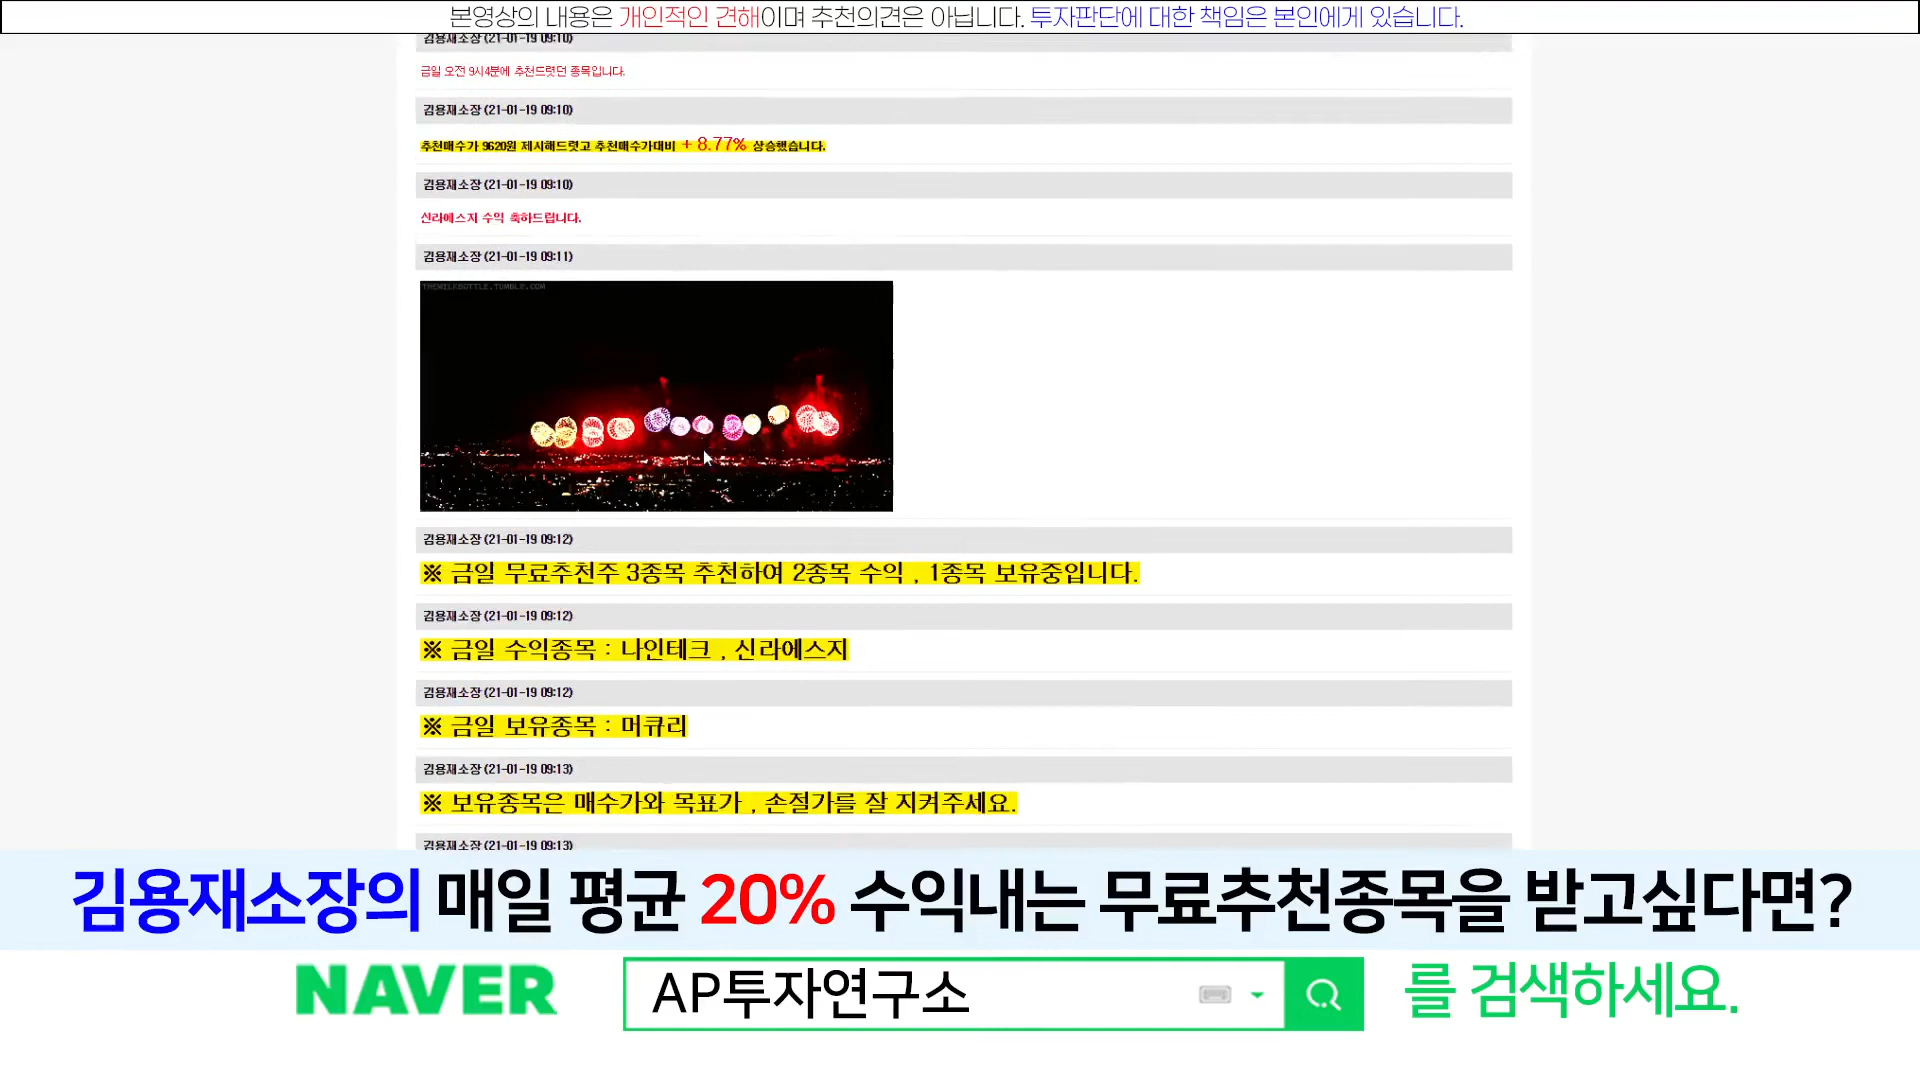 본영상의 내용은 개인적인 견해이며 추천의견은 아닙니다. 투자판단에 대한 책임은 본인에게 있습니다.
김용재소장 (21-01-19 09:10)
금일 오전 9시4분에 추천드렷던 종목입니다.
김용재소장 (21-01-19 09:10)
추천매수가 9620원 제시해드렷고 추천매수가대비 + 8.77% 상승했습니다.
김용재소장 (21-01-19 09:10)
신라에스지 수익 축하드립니다.
김용재소장 (21-01-19 09:11)
THEMILKBOTTLE.TUMBLR.COM
김용재소장 (21-01-19 09:12)
※ 금일 무료추천주 3종목 추천하여 2종목 수익 , 1종목 보유중입니다.
김용재소장 (21-01-19 09:12)
※ 금일 수익종목 : 나인테크 , 신라에스지
김용재소장 (21-01-19 09:12)
※ 금일 보유종목 : 머큐리
김용재소장 (21-01-19 09:13)
※ 보유종목은 매수가와 목표가 , 손절가를 잘 지켜주세요.
김용재소장 (21-01-19 09:13)
김용재소장의 매일 평균 20% 수익내는 무료추천종목을 받고싶다면?
NAVER AP투자연구소 를 검색하세요.